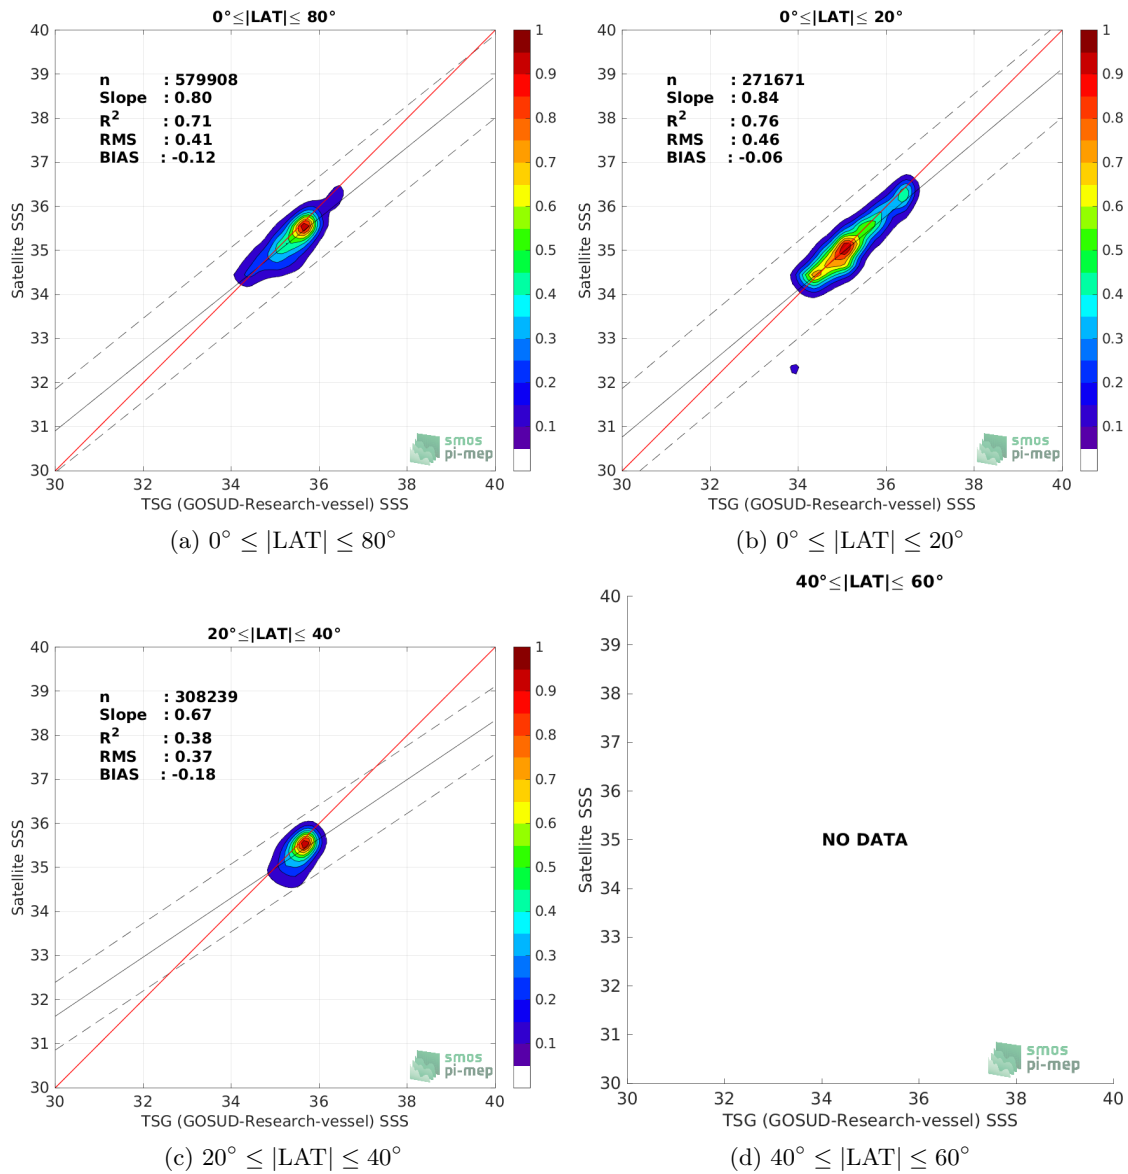 0°≤|LAT|≤ 80°
40
39
38
37
36
35
34
33
32
31
30
Satellite SSS
n : 579908
Slope : 0.80
R² : 0.71
RMS : 0.41
BIAS : -0.12
1
0.9
0.8
0.7
0.6
0.5
0.4
0.3
0.2
0.1
smos
pi-mep
30 32 34 36 38 40
TSG (GOSUD-Research-vessel) SSS
(a) 0° ≤ |LAT| ≤ 80°
0°≤|LAT|≤ 20°
40
39
38
37
36
35
34
33
32
31
30
Satellite SSS
n : 271671
Slope : 0.84
R² : 0.76
RMS : 0.46
BIAS : -0.06
1
0.9
0.8
0.7
0.6
0.5
0.4
0.3
0.2
0.1
smos
pi-mep
30 32 34 36 38 40
TSG (GOSUD-Research-vessel) SSS
(b) 0° ≤ |LAT| ≤ 20°
20°≤|LAT|≤ 40°
40
39
38
37
36
35
34
33
32
31
30
Satellite SSS
n : 308239
Slope : 0.67
R² : 0.38
RMS : 0.37
BIAS : -0.18
1
0.9
0.8
0.7
0.6
0.5
0.4
0.3
0.2
0.1
smos
pi-mep
30 32 34 36 38 40
TSG (GOSUD-Research-vessel) SSS
(c) 20° ≤ |LAT| ≤ 40°
40°≤|LAT|≤ 60°
40
39
38
37
36
35
34
33
32
31
30
Satellite SSS
NO DATA
smos
pi-mep
30 32 34 36 38 40
TSG (GOSUD-Research-vessel) SSS
(d) 40° ≤ |LAT| ≤ 60°